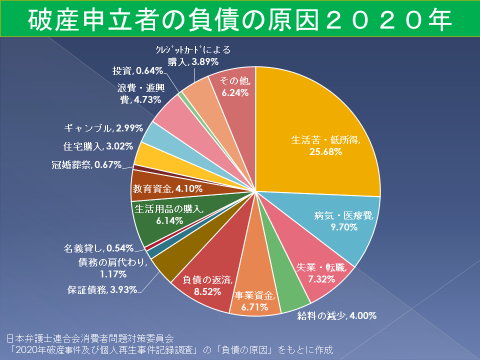 破産申立者の負債の原因２０２０年
生活苦・低所得,
25.68%
病気・医療費,
9.70%
失業・転職,
7.32%
給料の減少, 4.00%
事業資金,
6.71%
負債の返済,
8.52%
保証債務, 3.93%
債務の肩代わり,
1.17%
名義貸し, 0.54%
生活用品の購入,
6.14%
教育資金, 4.10%
冠婚葬祭, 0.67%
住宅購入, 3.02%
ギャンブル, 2.99%
浪費・遊興
費, 4.73%
投資, 0.64%
ｸﾚｼﾞｯﾄｶｰﾄﾞによる
購入, 3.89%
その他,
6.24%
日本弁護士連合会消費者問題対策委員会
「2020年破産事件及び個人再生事件記録調査」の「負債の原因」をもとに作成